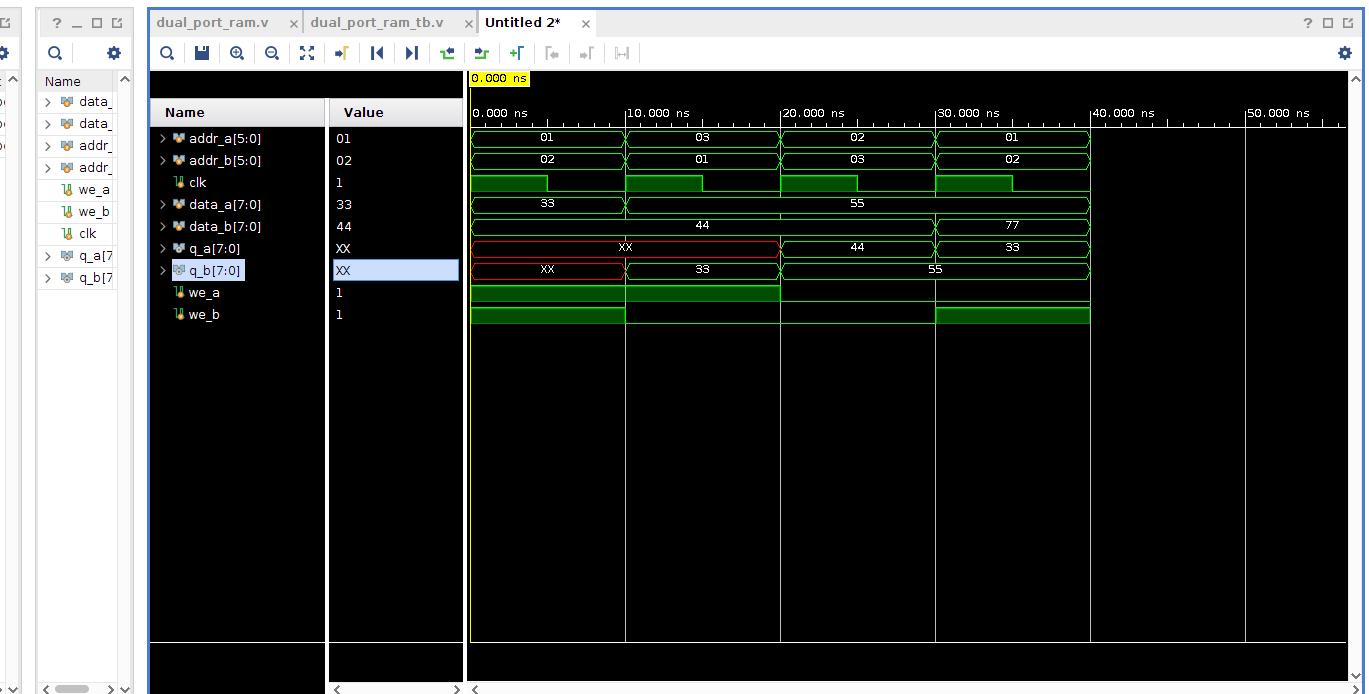 dual_port_ram.v
dual_port_ram_tb.v
Untitled 2*
Name
data_
data_
addr_
addr_
we_a
we_b
clk
q_a[7
q_b[7
0.000 ns
Name Value
0.000 ns 10.000 ns 20.000 ns 30.000 ns 40.000 ns 50.000 ns
addr_a[5:0] 01 01 03 02 01
addr_b[5:0] 02 02 01 03 02
clk 1
data_a[7:0] 33 33 55
data_b[7:0] 44 44 77
q_a[7:0] XX XX 44 33
q_b[7:0] XX XX 33 55
we_a 1
we_b 1